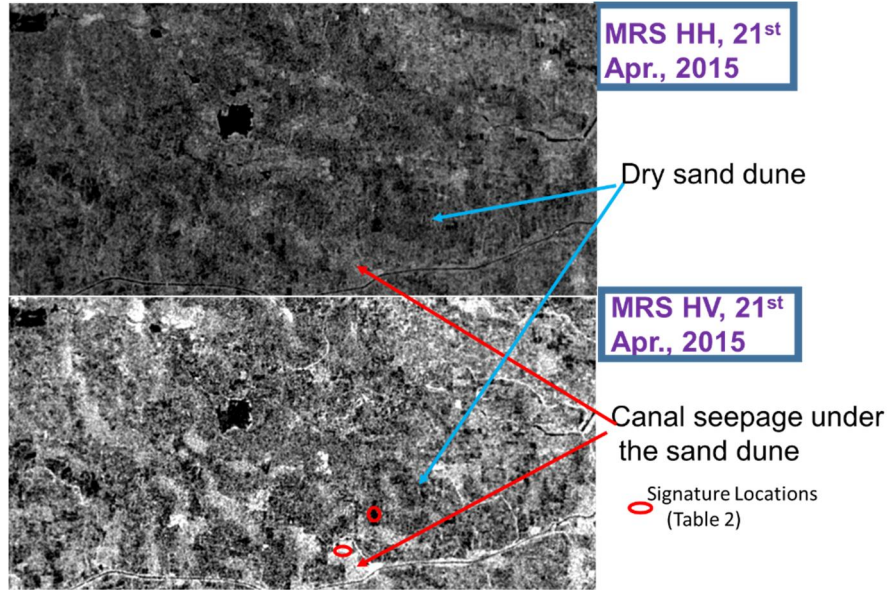 MRS HH, 21st
Apr., 2015
Dry sand dune
MRS HV, 21st
Apr., 2015
Canal seepage under
the sand dune
Signature Locations
(Table 2)